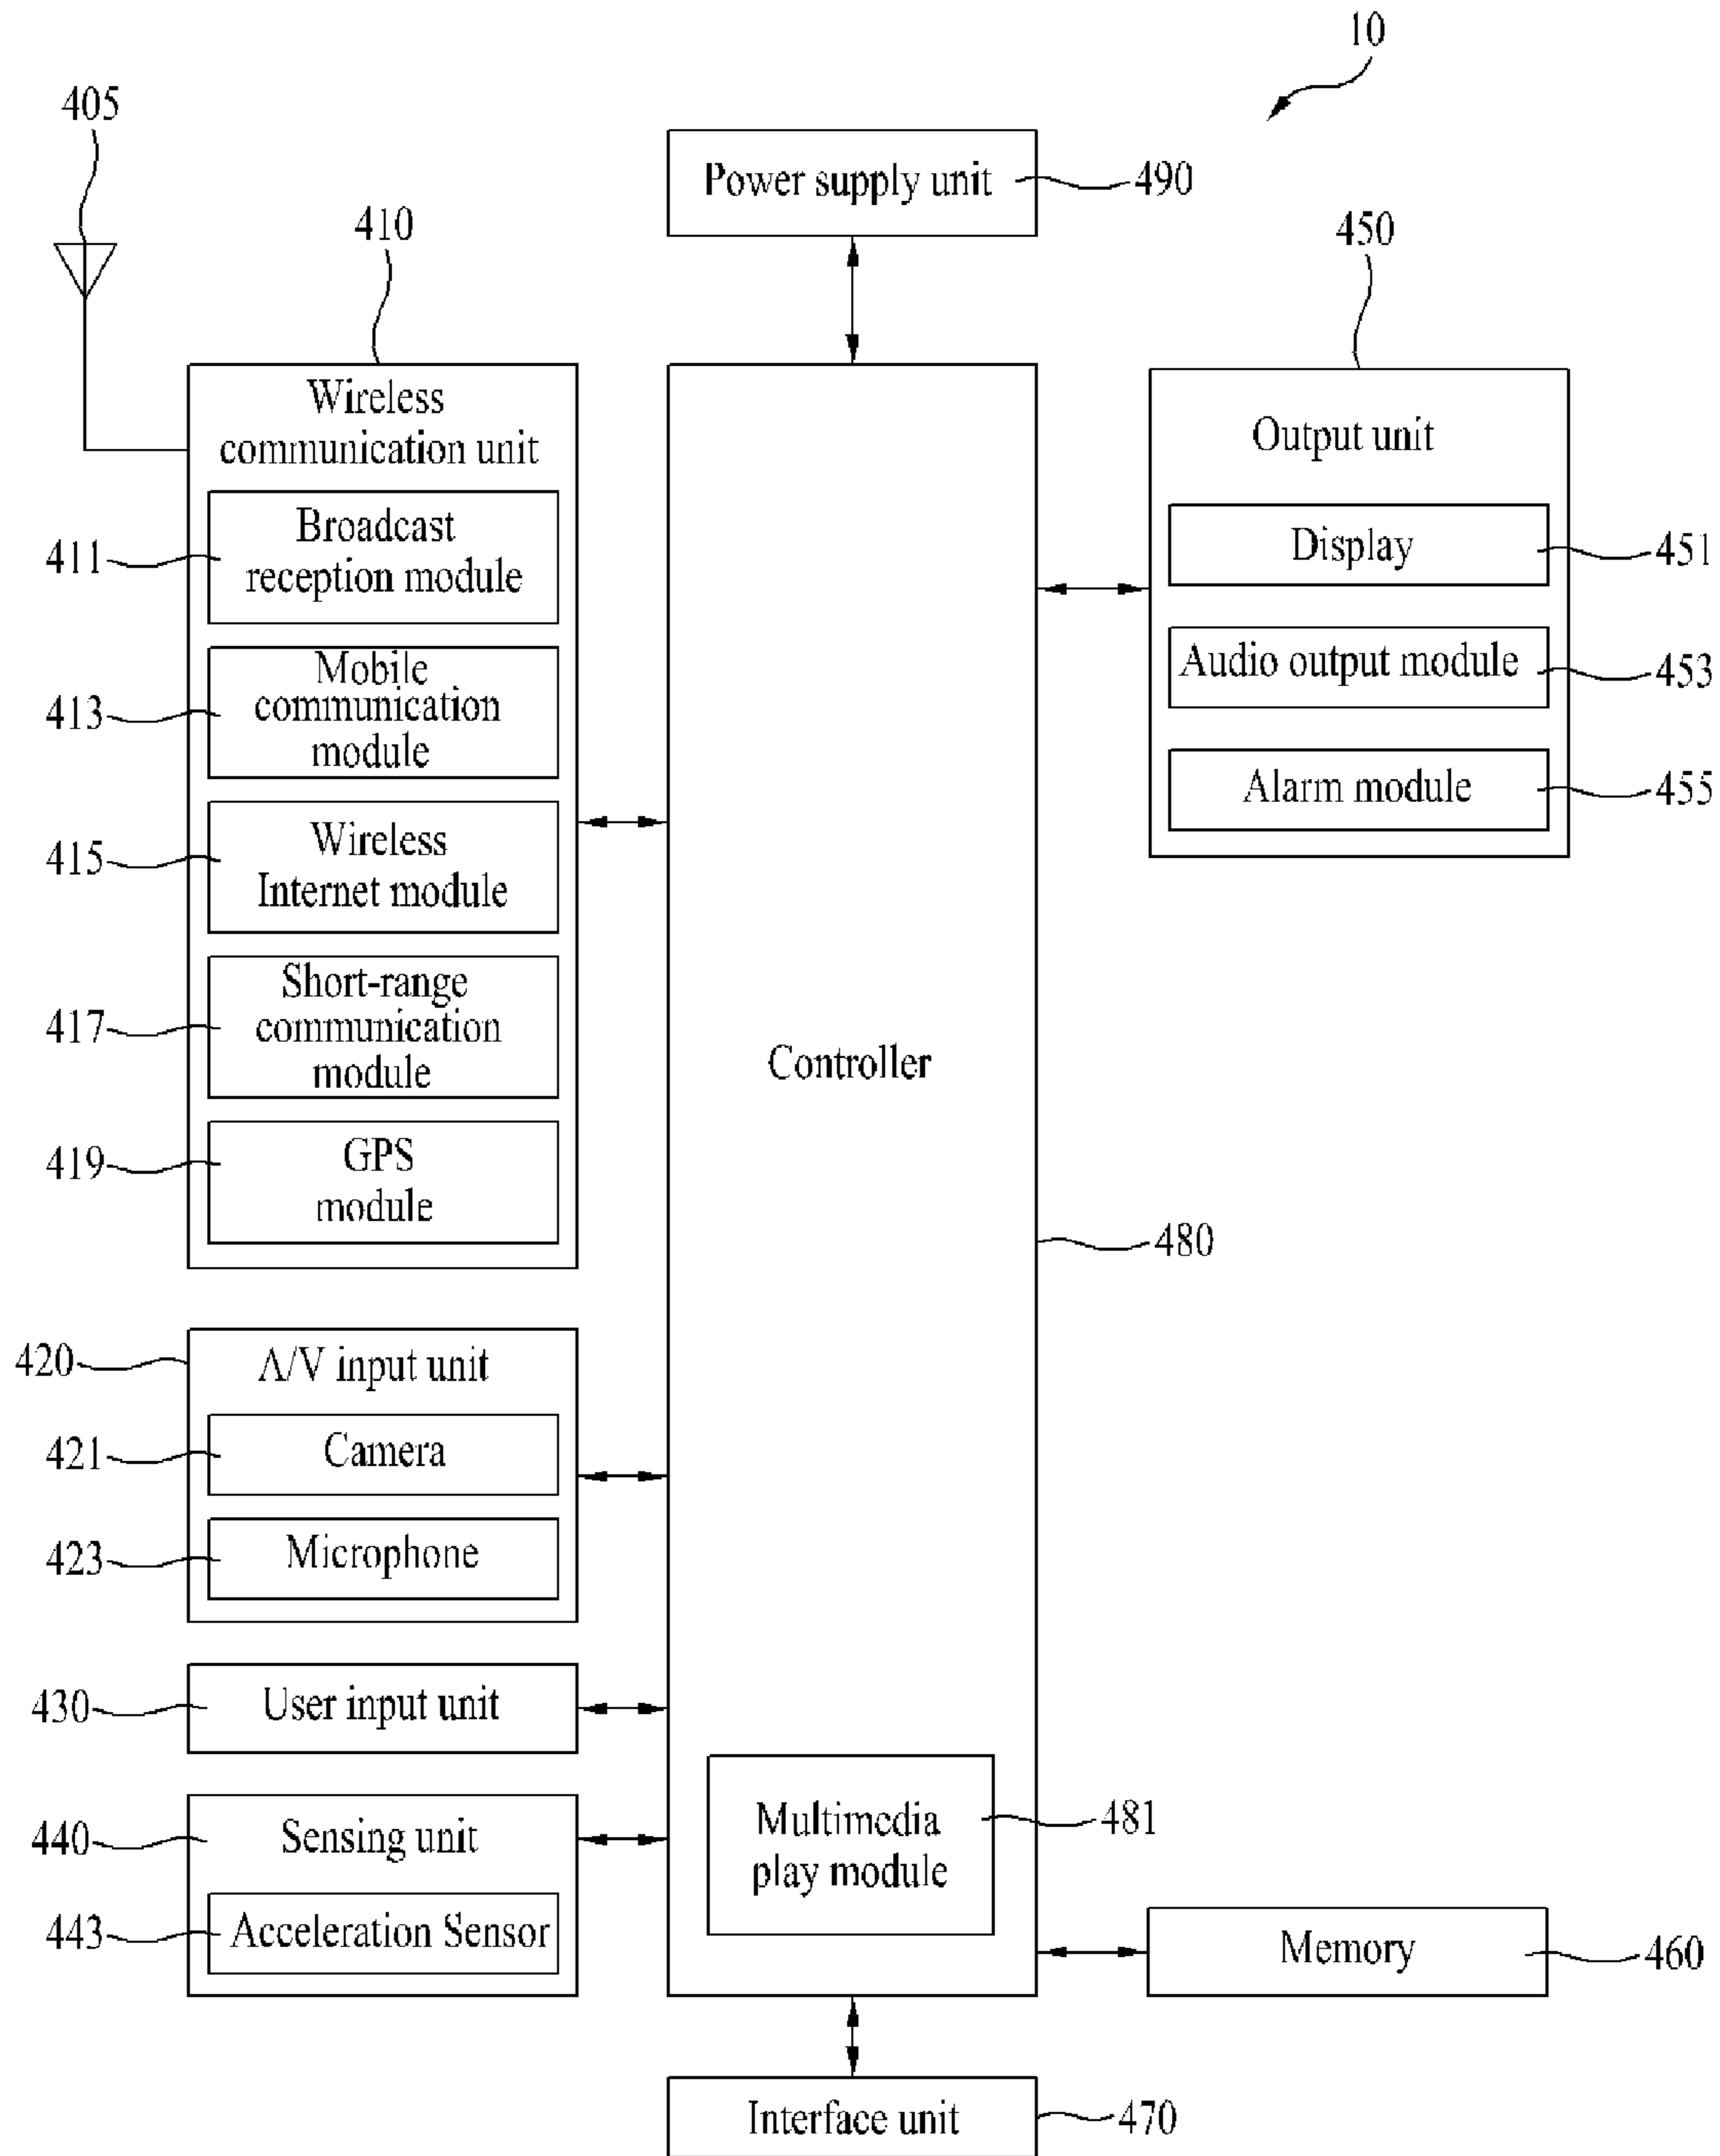 10
405
Power supply unit
490
410
450
Wireless
communication unit
Output unit
Broadcast
reception module
411
Display
451
Mobile
communication
module
413
Audio output module
453
Wireless
Internet module
415
Alarm module
455
Short-range
communication
module
417
Controller
GPS
module
419
480
420
A/V input unit
421
Camera
423
Microphone
430
User input unit
440
Sensing unit
443
Acceleration Sensor
Multimedia
play module
481
Memory
460
Interface unit
470